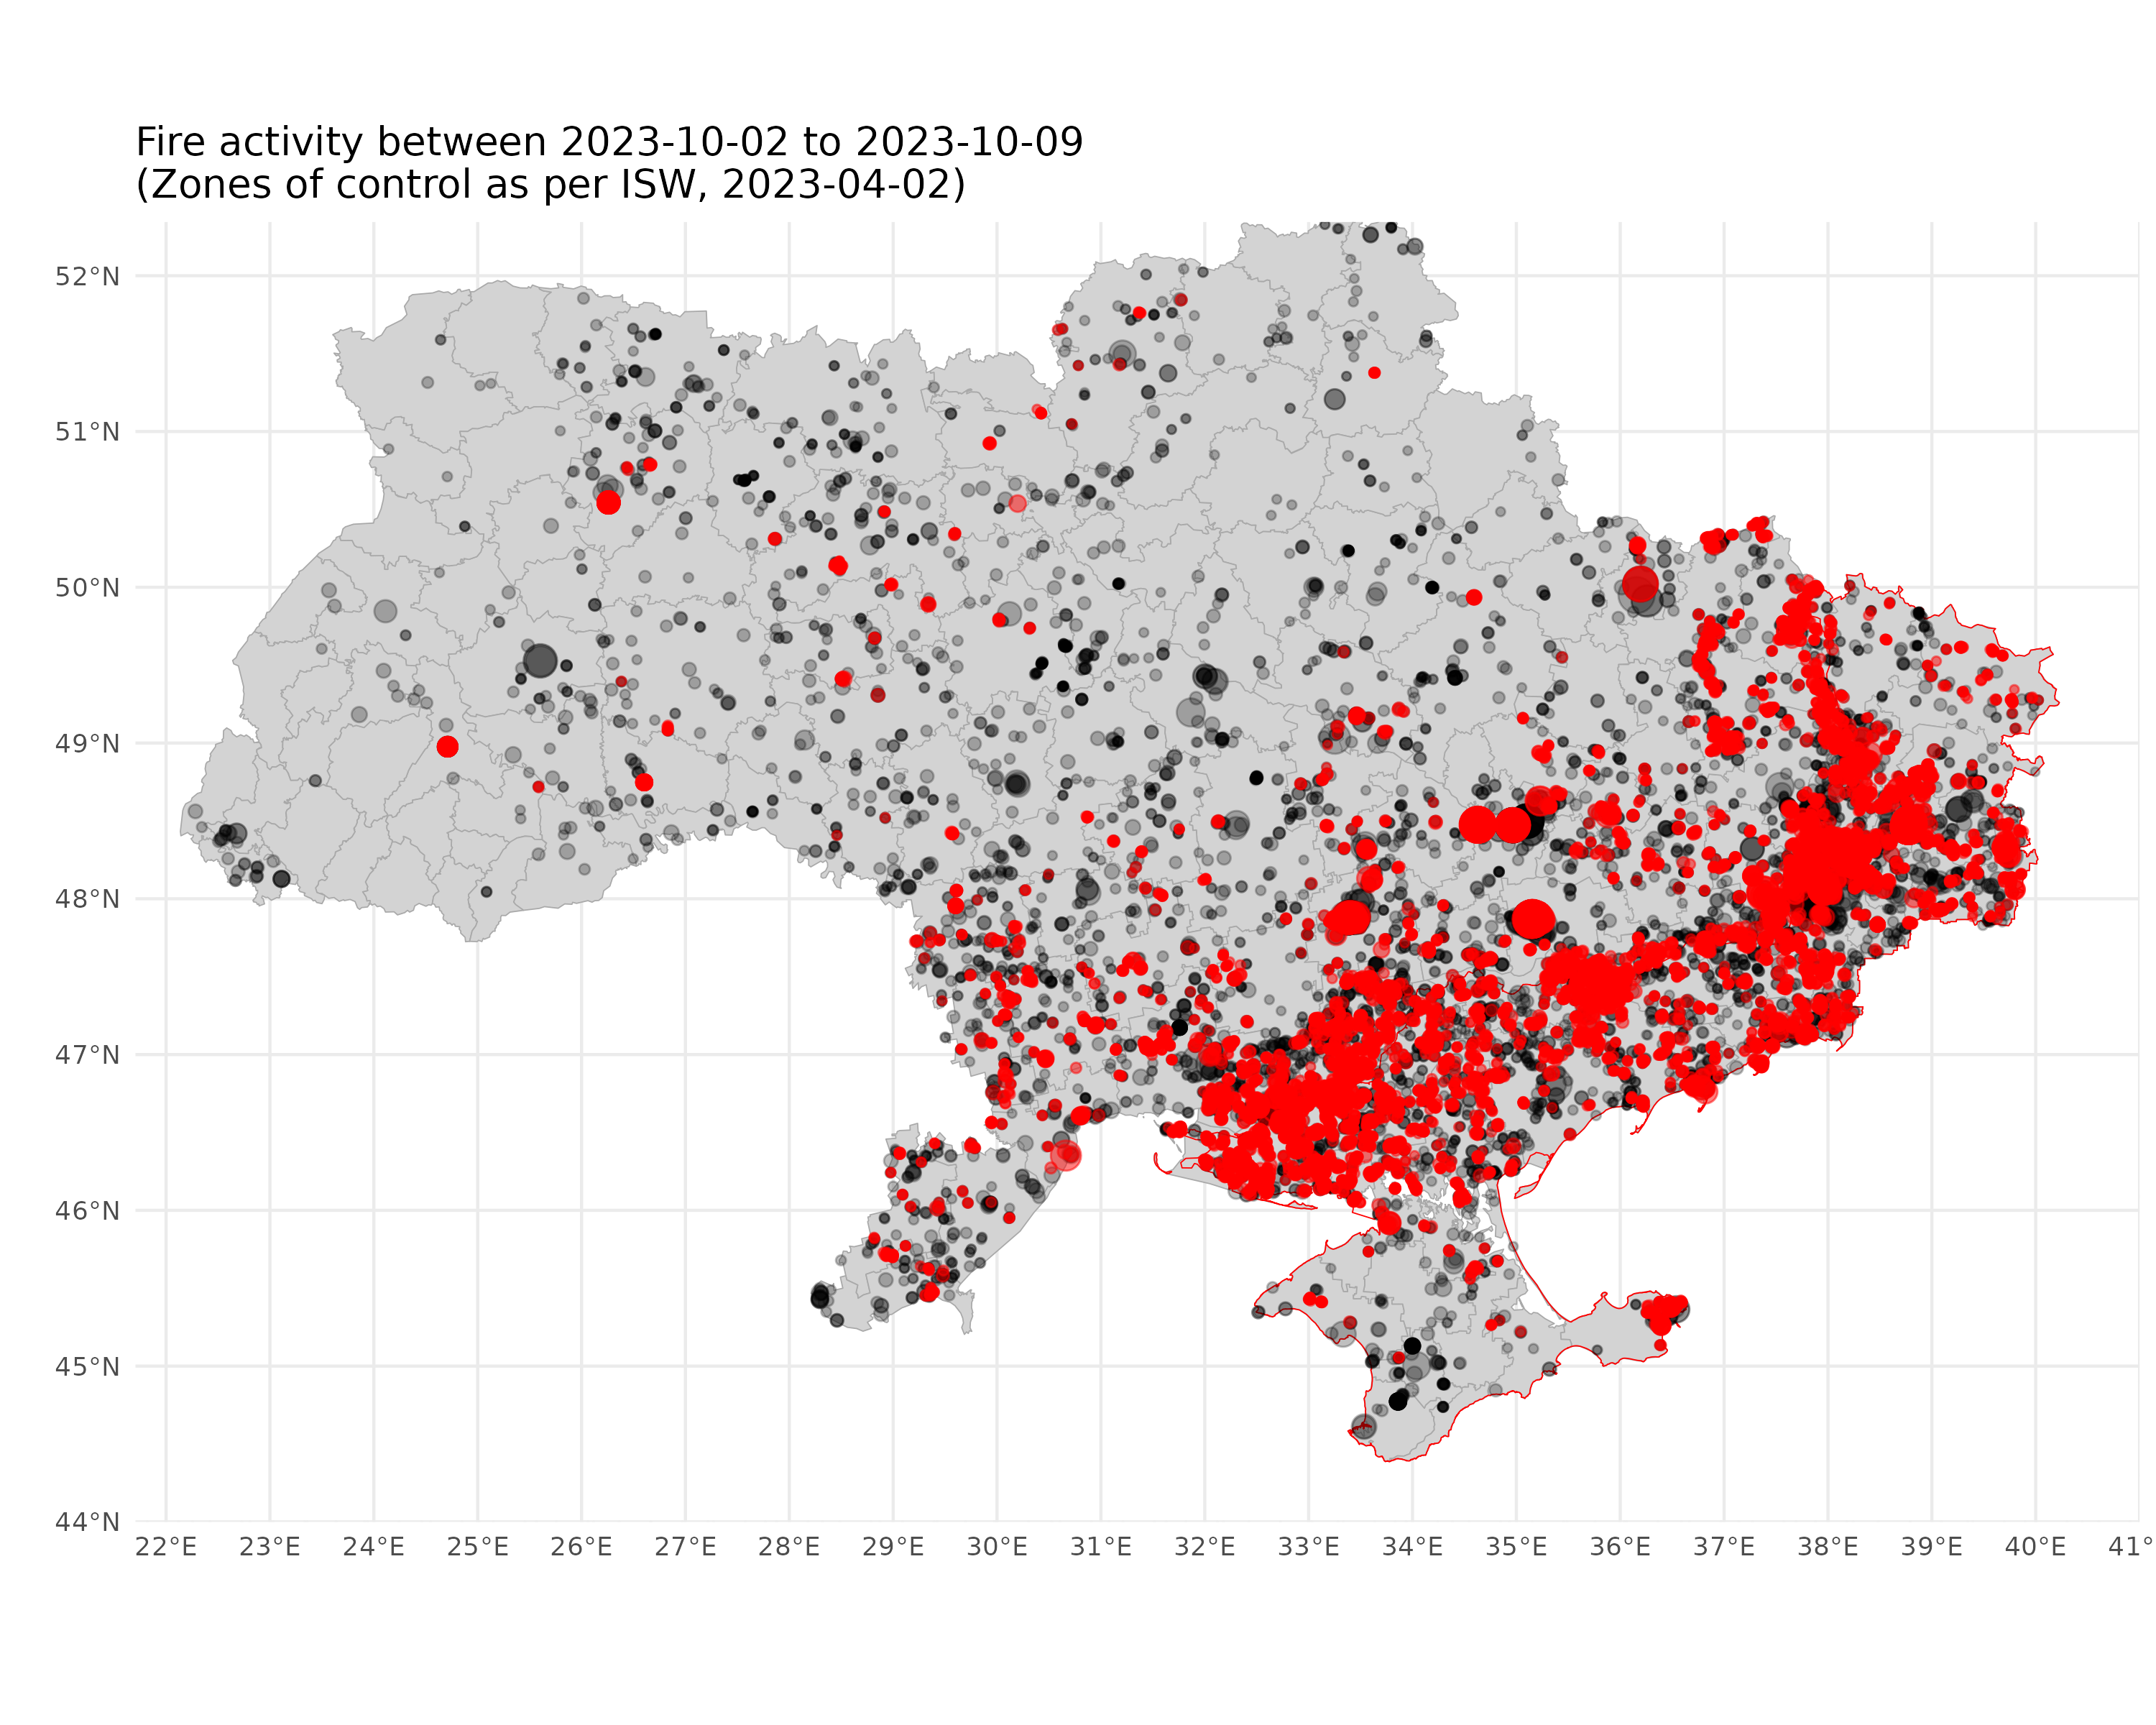 Fire activity between 2023-10-02 to 2023-10-09
(Zones of control as per ISW, 2023-04-02)
52°N
51°N
50°N
49°N
48°N
47°N
46°N
45°N
44°N
22°E 23°E 24°E 25°E 26°E 27°E 28°E 29°E 30°E 31°E 32°E 33°E 34°E 35°E 36°E 37°E 38°E 39°E 40°E 41°